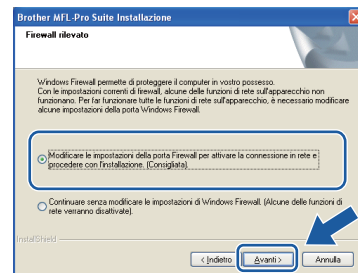 Brother MFL-Pro Suite Installazione
Firewall rilevato
Windows Firewall permette di proteggere il computer in vostro possesso.
Con le impostazioni correnti di firewall, alcune delle funzioni di rete sull'apparecchio non
funzionano. Per far funzionare tutte le funzioni di rete sull'apparecchio, è necessario modificare
alcune impostazioni della porta Windows Firewall.
Modificare le impostazioni della porta Firewall per attivare la connessione in rete e
procedere con l'installazione. (Consigliata).
Continuare senza modificare le impostazioni di Windows Firewall. (Alcune delle funzioni di
rete verranno disattivate).
InstallShield
< Indietro
Avanti >
Annulla